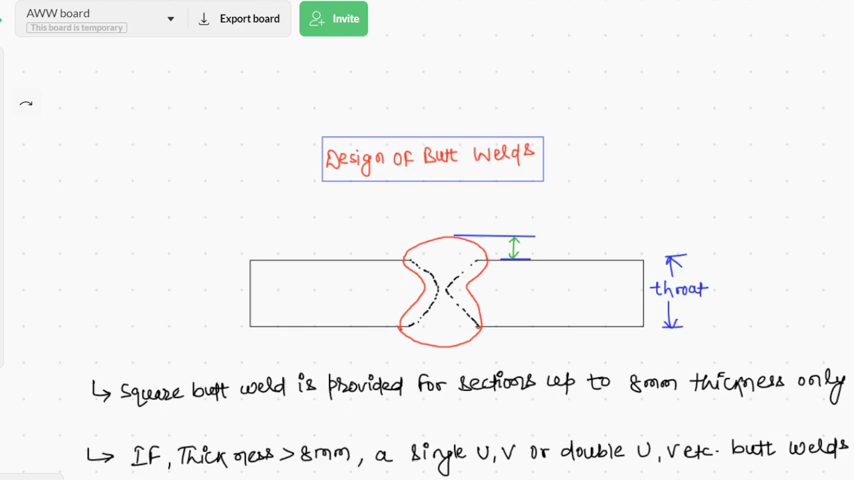 AWW board
This board is temporary
Export board
Invite
Design OF Butt Welds
throat
↳ Square butt weld is provided for sections up to 8mm thickness only
↳ IF, Thickness > 8mm, a single U, V or double U, V etc. butt welds